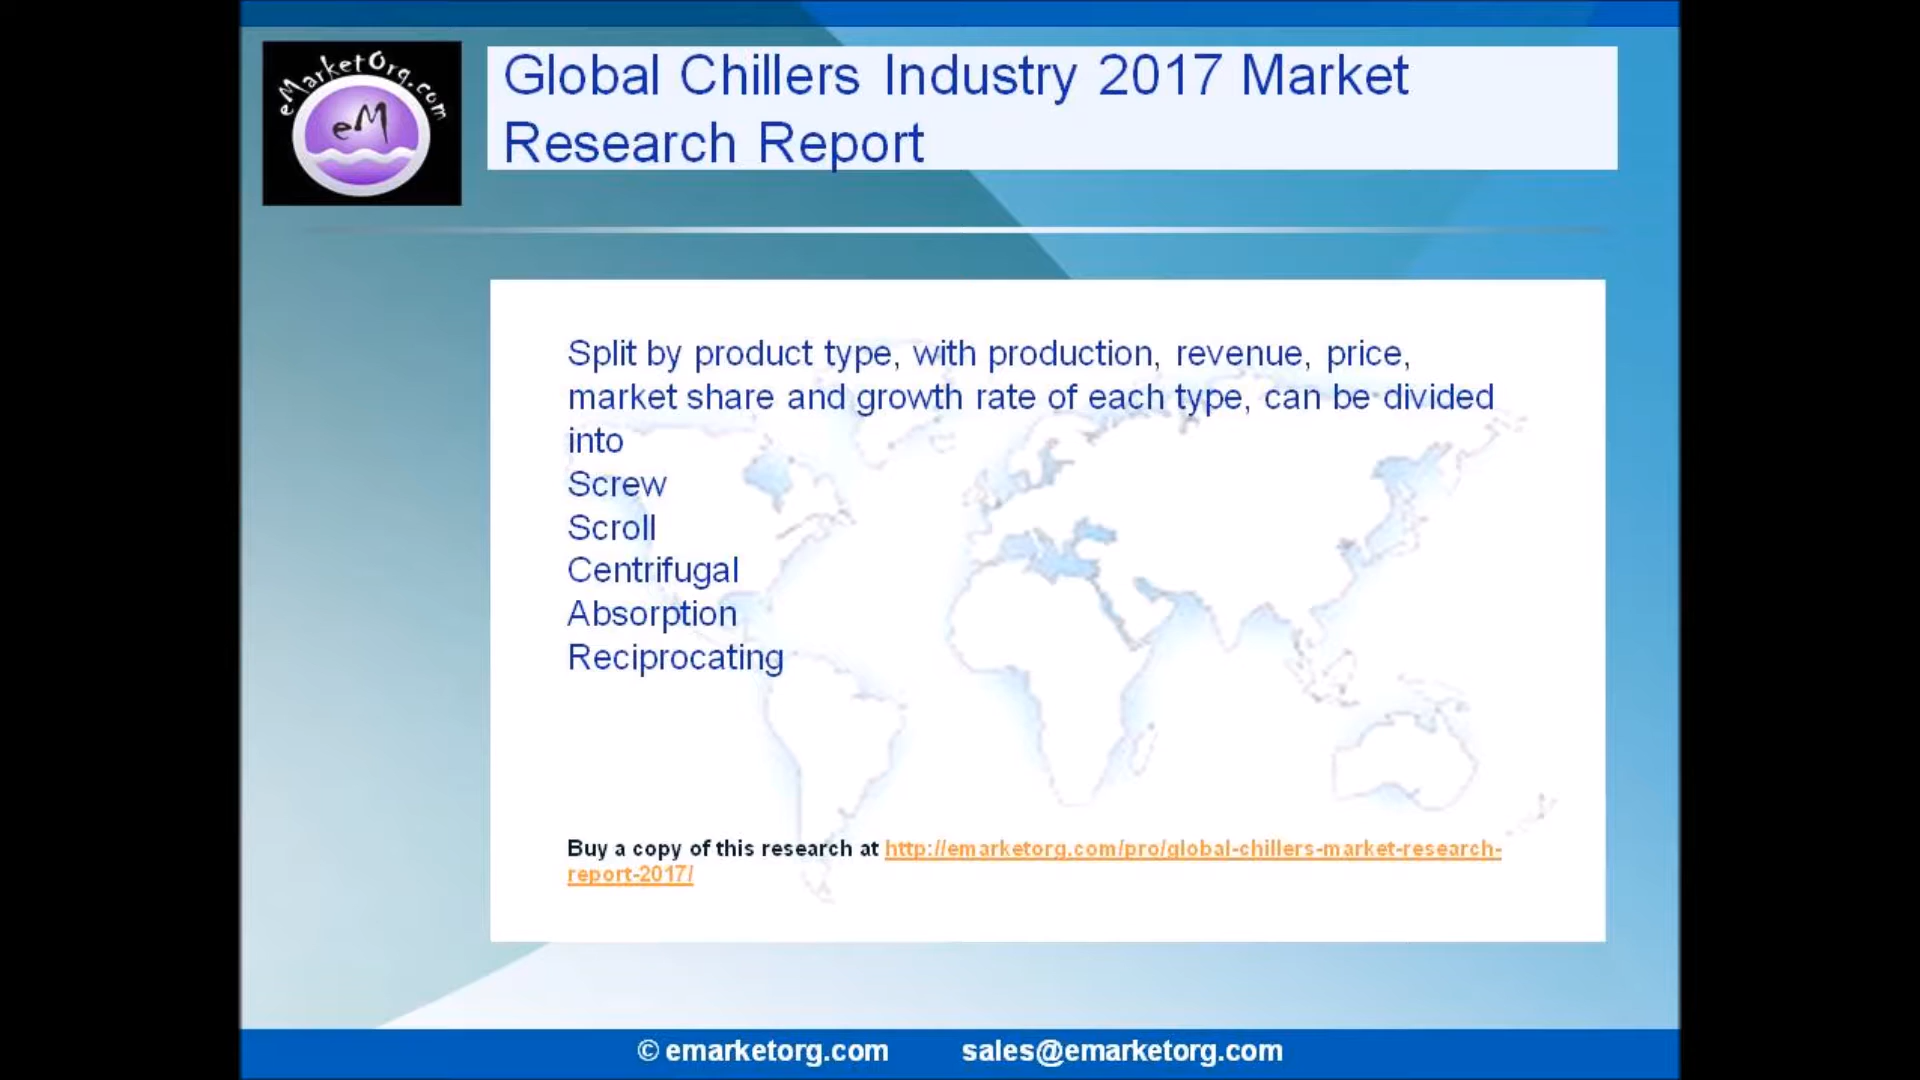 eMarketOrg.com
eM
Global Chillers Industry 2017 Market
Research Report
Split by product type, with production, revenue, price,
market share and growth rate of each type, can be divided
into
Screw
Scroll
Centrifugal
Absorption
Reciprocating
Buy a copy of this research at http://emarketorg.com/pro/global-chillers-market-research-
report-2017/
© emarketorg.com sales@emarketorg.com